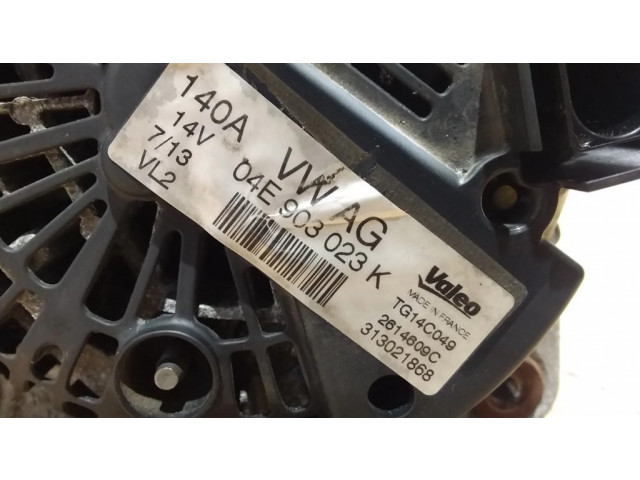 140A
14V
7/13
VL2
VW AG
04E 903 023 K
Valeo
MADE IN FRANCE
TG14C049
2614609C
313021868